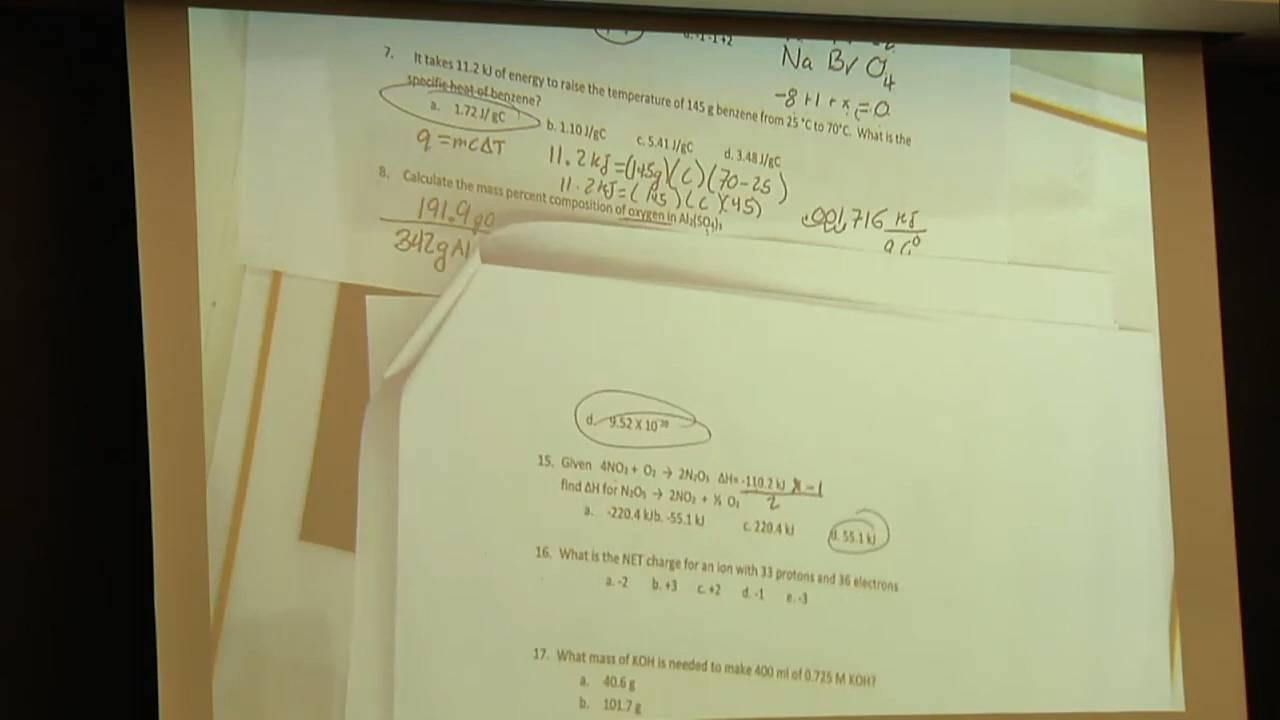 d. -1-1+2
Na Br O4
-8 +1 + x = 0
7. It takes 11.2 kJ of energy to raise the temperature of 145 g benzene from 25 °C to 70°C. What is the
specific heat of benzene?
a. 1.72 J/gC b. 1.10 J/gC c. 5.41 J/gC d. 3.48 J/gC
q = mcΔT
11.2 kJ = (145g)(C)(70-25)
11.2 kJ = (145)(C)(45)
.001,716 kJ
8. Calculate the mass percent composition of oxygen in Al2(SO4)3
191.9 g O
342g Al
d. 9.52 X 10
15. Given 4NO2 + O2 → 2N2O5 ΔH= -110.2 kJ X -1
2
find ΔH for N2O5 → 2NO2 + ½ O2
a. -220.4 kJ b. -55.1 kJ c. 220.4 kJ d. 55.1 kJ
16. What is the NET charge for an ion with 33 protons and 36 electrons
a. -2 b. +3 c. +2 d. -1 e. -3
17. What mass of KOH is needed to make 400 ml of 0.725 M KOH?
a. 40.6 g
b. 101.7 g